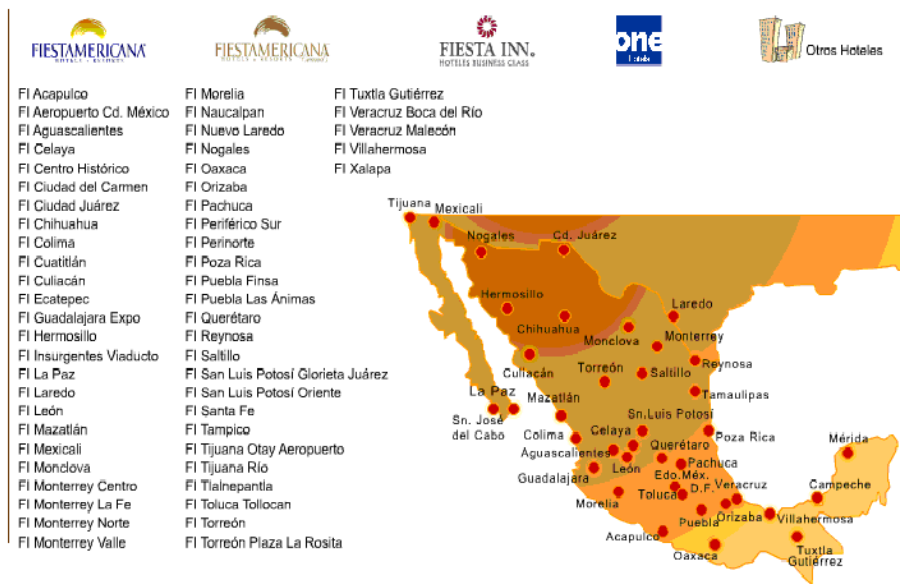 FIESTAMERICANA
HOTELS & RESORTS
FIESTAMERICANA
HOTELS & RESORTS
FIESTA INN.
HOTELES BUSINESS CLASS
one
Hotels
Otros Hoteles
FI Acapulco
FI Aeropuerto Cd. México
FI Aguascalientes
FI Celaya
FI Centro Histórico
FI Ciudad del Carmen
FI Ciudad Juárez
FI Chihuahua
FI Colima
FI Cuatitlán
FI Culiacán
FI Ecatepec
FI Guadalajara Expo
FI Hermosillo
FI Insurgentes Viaducto
FI La Paz
FI Laredo
FI León
FI Mazatlán
FI Mexicali
FI Monclova
FI Monterrey Centro
FI Monterrey La Fe
FI Monterrey Norte
FI Monterrey Valle
FI Morelia
FI Naucalpan
FI Nuevo Laredo
FI Nogales
FI Oaxaca
FI Orizaba
FI Pachuca
FI Periférico Sur
FI Perinorte
FI Poza Rica
FI Puebla Finsa
FI Puebla Las Ánimas
FI Querétaro
FI Reynosa
FI Saltillo
FI San Luis Potosí Glorieta Juárez
FI San Luis Potosí Oriente
FI Santa Fe
FI Tampico
FI Tijuana Otay Aeropuerto
FI Tijuana Río
FI Tlalnepantla
FI Toluca Tollocan
FI Torreón
FI Torreón Plaza La Rosita
FI Tuxtla Gutiérrez
FI Veracruz Boca del Río
FI Veracruz Malecón
FI Villahermosa
FI Xalapa
Tijuana
Mexicali
Nogales
Cd. Juárez
Hermosillo
Chihuahua
Laredo
Monclova
Monterrey
Culiacán
Torreón
Saltillo
Reynosa
La Paz
Mazatlán
Tamaulipas
Sn. José
del Cabo
Sn.Luis Potosí
Colima
Celaya
Poza Rica
Aguascalientes
Querétaro
Mérida
Guadalajara
León
Pachuca
Edo.Méx.
Morelia
Toluca
D.F.
Veracruz
Campeche
Puebla
Orizaba
Villahermosa
Acapulco
Oaxaca
Tuxtla
Gutiérrez